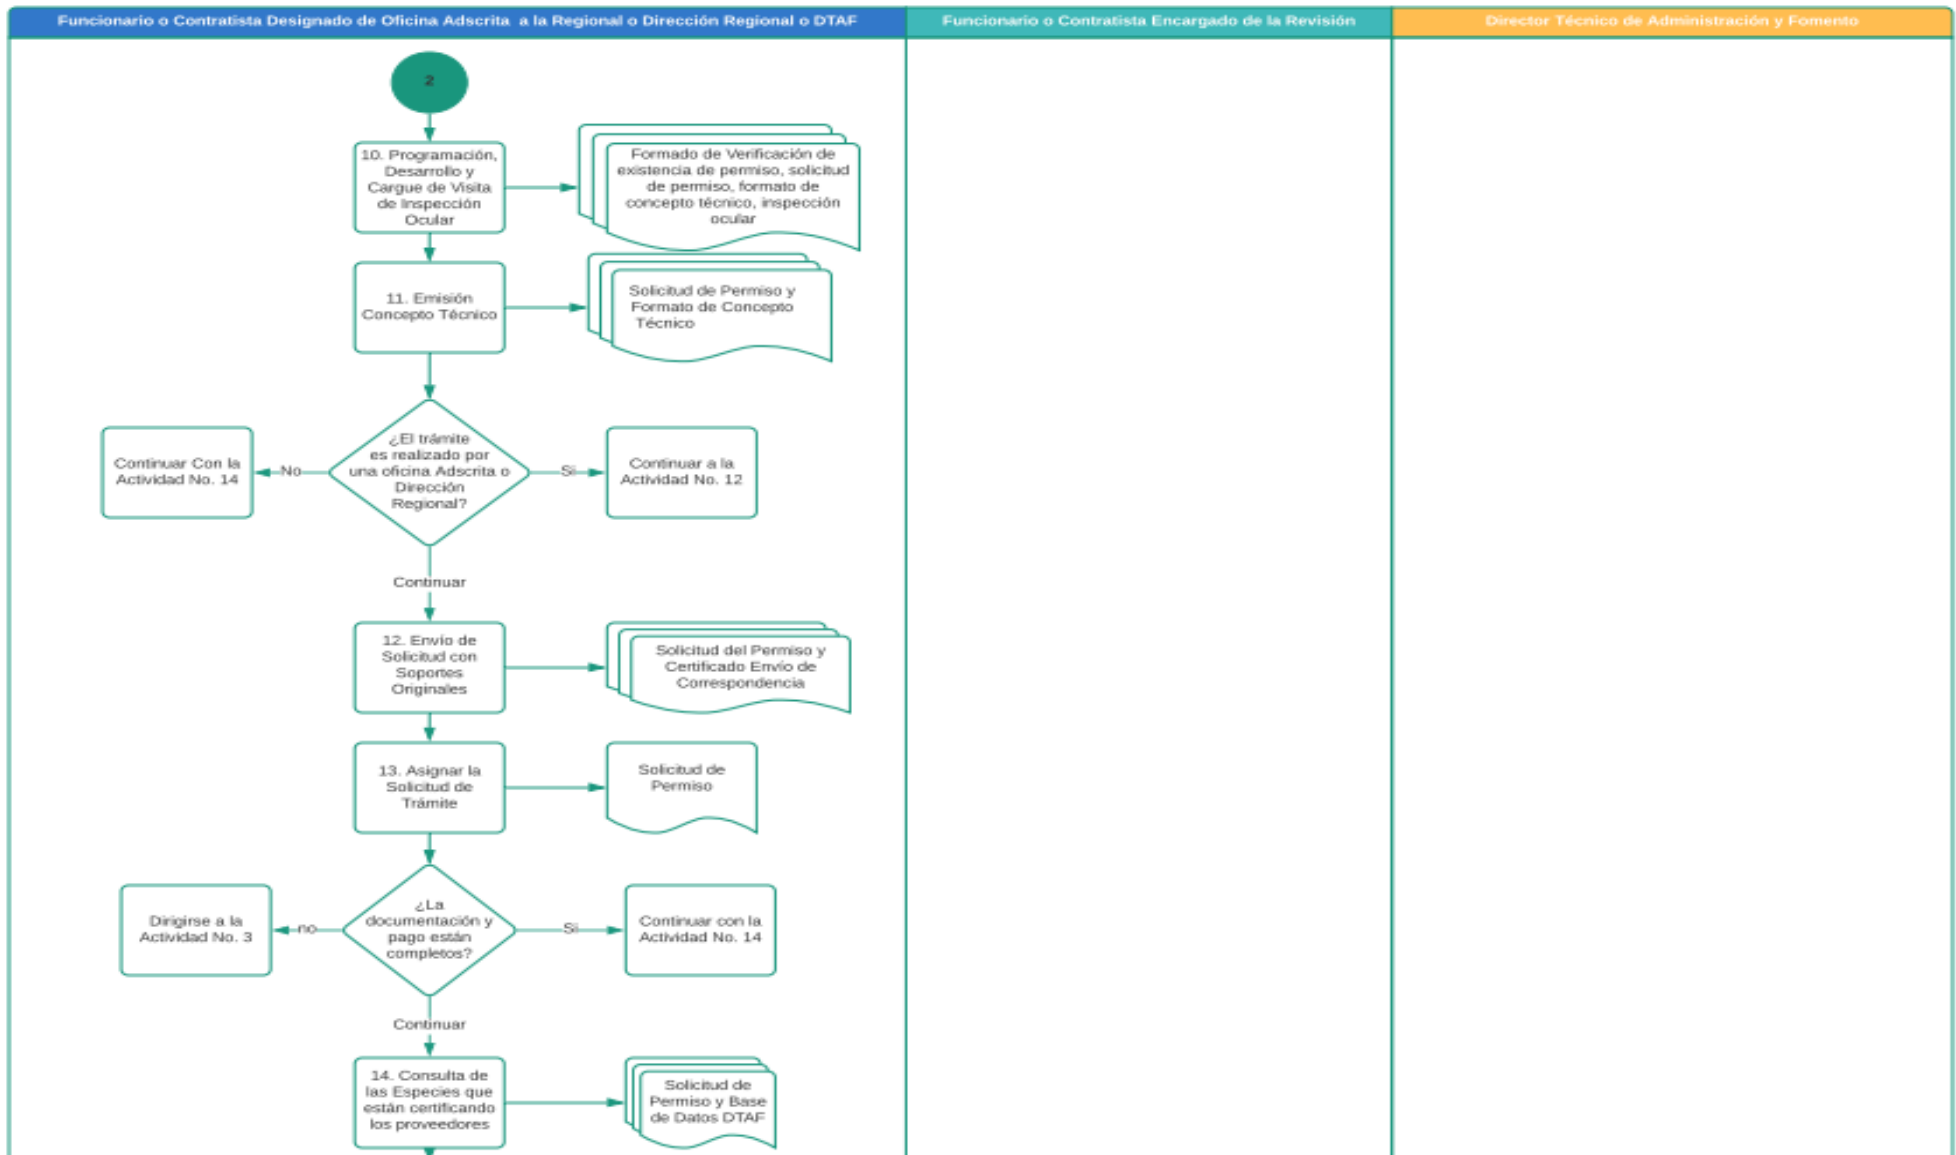 Funcionario o Contratista Designado de Oficina Adscrita a la Regional o Dirección Regional o DTAF
Funcionario o Contratista Encargado de la Revisión
Director Técnico de Administración y Fomento
2
10. Programación,
Desarrollo y
Cargue de Visita
de Inspección
Ocular
Formado de Verificación de
existencia de permiso, solicitud
de permiso, formato de
concepto técnico, inspección
ocular
11. Emisión
Concepto Técnico
Solicitud de Permiso y
Formato de Concepto
Técnico
¿El trámite
es realizado por
una oficina Adscrita o
Dirección
Regional?
No
Continuar Con la
Actividad No. 14
Si
Continuar a la
Actividad No. 12
Continuar
12. Envío de
Solicitud con
Soportes
Originales
Solicitud del Permiso y
Certificado Envío de
Correspondencia
13. Asignar la
Solicitud de
Trámite
Solicitud de
Permiso
¿La
documentación y
pago están
completos?
no
Dirigirse a la
Actividad No. 3
Si
Continuar con la
Actividad No. 14
Continuar
14. Consulta de
las Especies que
están certificando
los proveedores
Solicitud de
Permiso y Base
de Datos DTAF